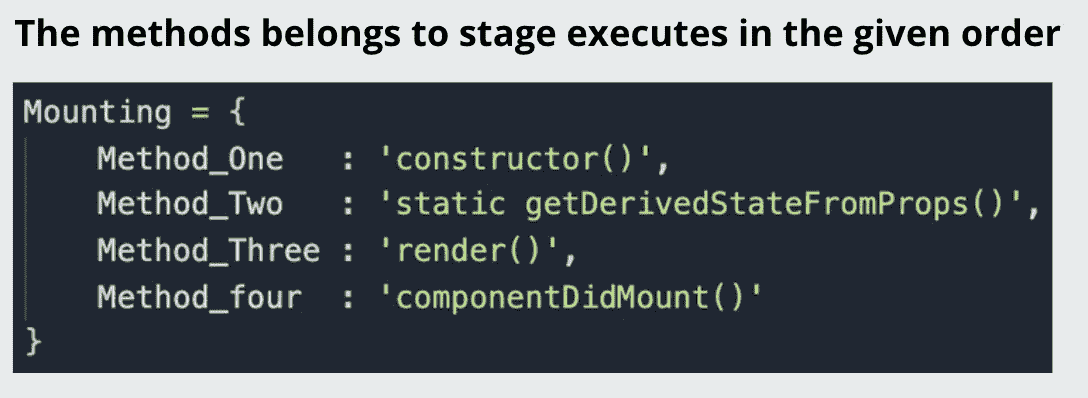 The methods belongs to stage executes in the given order
Mounting = {
    Method_One   : 'constructor()',
    Method_Two   : 'static getDerivedStateFromProps()',
    Method_Three : 'render()',
    Method_four  : 'componentDidMount()'
}